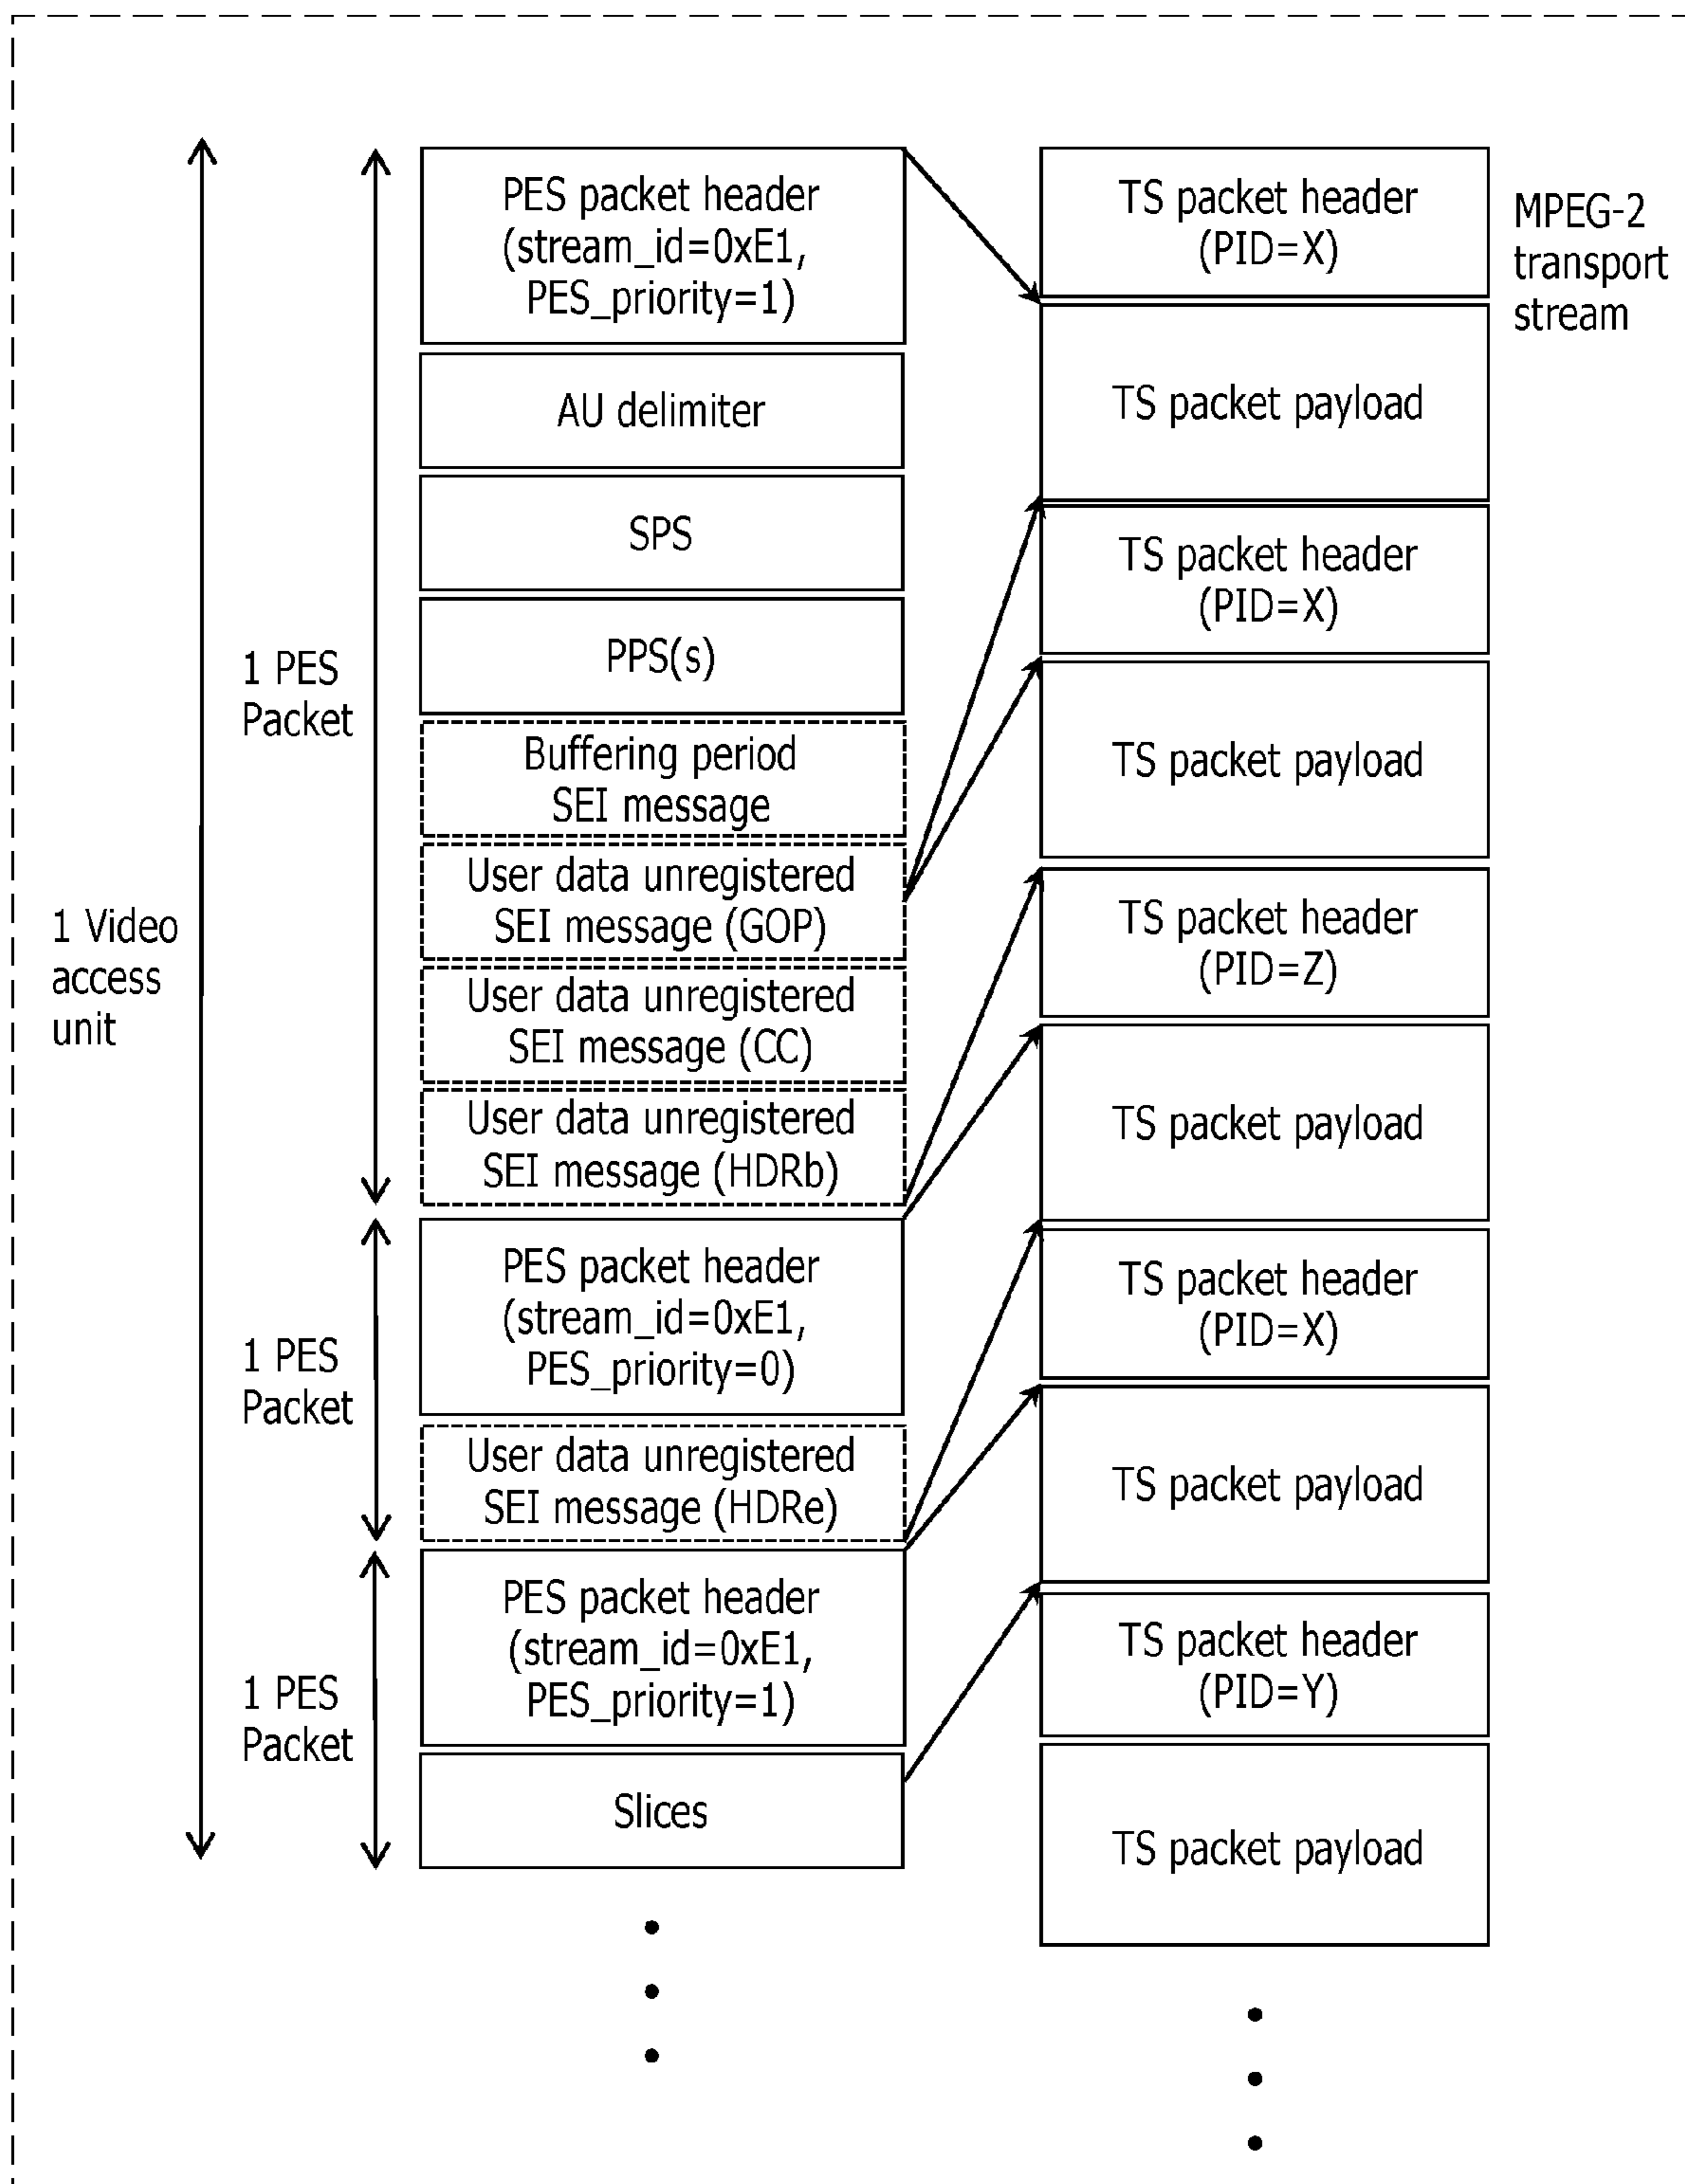 1 Video
access
unit
1 PES
Packet
1 PES
Packet
1 PES
Packet
PES packet header
(stream_id=0xE1,
PES_priority=1)
AU delimiter
SPS
PPS(s)
Buffering period
SEI message
User data unregistered
SEI message (GOP)
User data unregistered
SEI message (CC)
User data unregistered
SEI message (HDRb)
PES packet header
(stream_id=0xE1,
PES_priority=0)
User data unregistered
SEI message (HDRe)
PES packet header
(stream_id=0xE1,
PES_priority=1)
Slices
TS packet header
(PID=X)
TS packet payload
TS packet header
(PID=X)
TS packet payload
TS packet header
(PID=Z)
TS packet payload
TS packet header
(PID=X)
TS packet payload
TS packet header
(PID=Y)
TS packet payload
MPEG-2
transport
stream